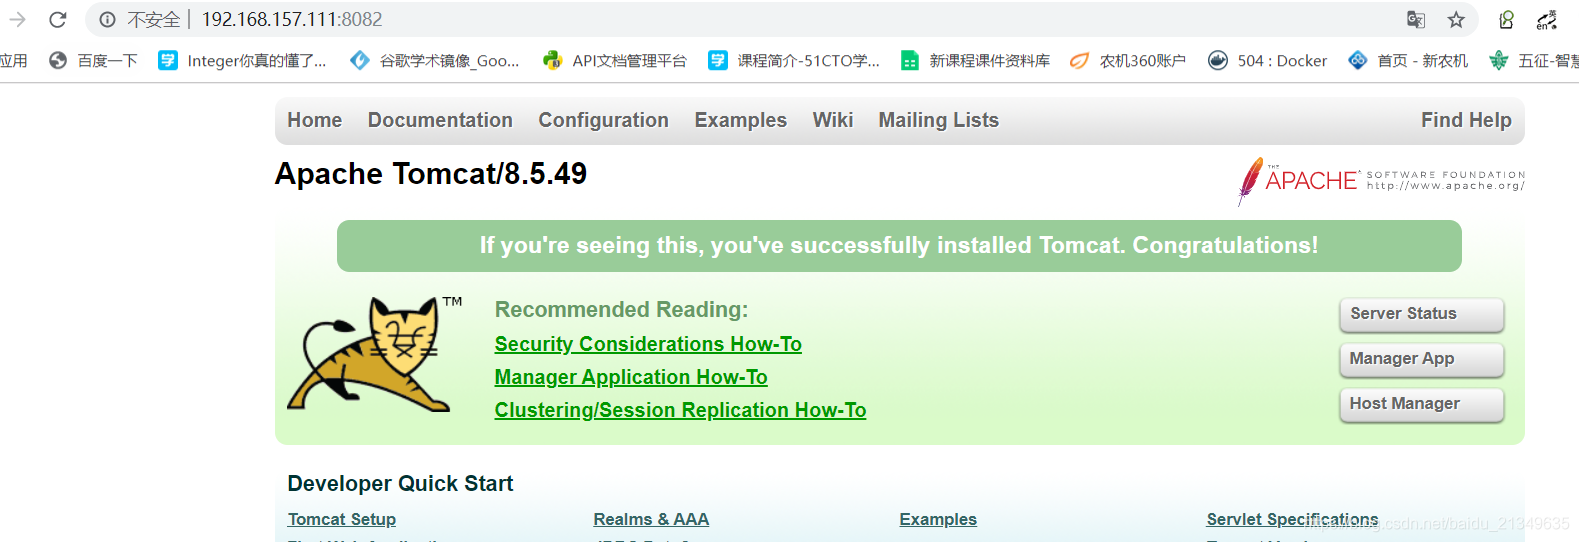 不安全 | 192.168.157.111:8082
应用 百度一下 Integer你真的懂了... 谷歌学术镜像_Goo... API文档管理平台 课程简介-51CTO学... 新课程课件资料库 农机360账户 504 : Docker 首页 - 新农机 五征-智慧
Home Documentation Configuration Examples Wiki Mailing Lists Find Help
Apache Tomcat/8.5.49
THE APACHE SOFTWARE FOUNDATION
http://www.apache.org/
If you're seeing this, you've successfully installed Tomcat. Congratulations!
TM
Recommended Reading:
Security Considerations How-To
Manager Application How-To
Clustering/Session Replication How-To
Server Status
Manager App
Host Manager
Developer Quick Start
Tomcat Setup Realms & AAA Examples Servlet Specifications
https://blog.csdn.net/baidu_21349635